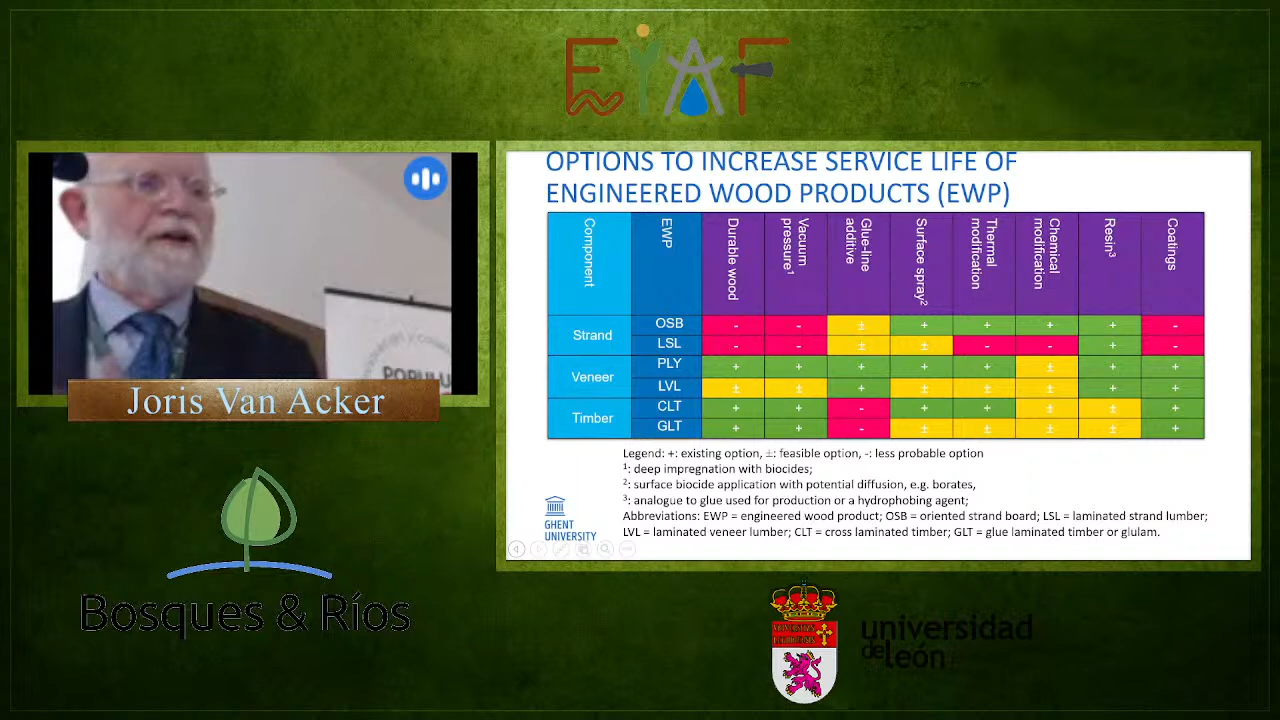 EIAF
Joris Van Acker
POPULU
Bosques & Ríos
OPTIONS TO INCREASE SERVICE LIFE OF
ENGINEERED WOOD PRODUCTS (EWP)
Component EWP Durable wood Vacuum pressure¹ Glue-line additive Surface spray² Thermal modification Chemical modification Resin³ Coatings
Strand OSB - - ± + + + + -
LSL - - ± ± - - + -
Veneer PLY + + + + + ± + +
LVL ± ± + ± ± ± + +
Timber CLT + + - + + ± ± +
GLT + + - ± ± ± ± +
Legend: +: existing option, ±: feasible option, -: less probable option
¹: deep impregnation with biocides;
²: surface biocide application with potential diffusion, e.g. borates,
³: analogue to glue used for production or a hydrophobing agent;
Abbreviations: EWP = engineered wood product; OSB = oriented strand board; LSL = laminated strand lumber;
LVL = laminated veneer lumber; CLT = cross laminated timber; GLT = glue laminated timber or glulam.
GHENT
UNIVERSITY
universidad
de león